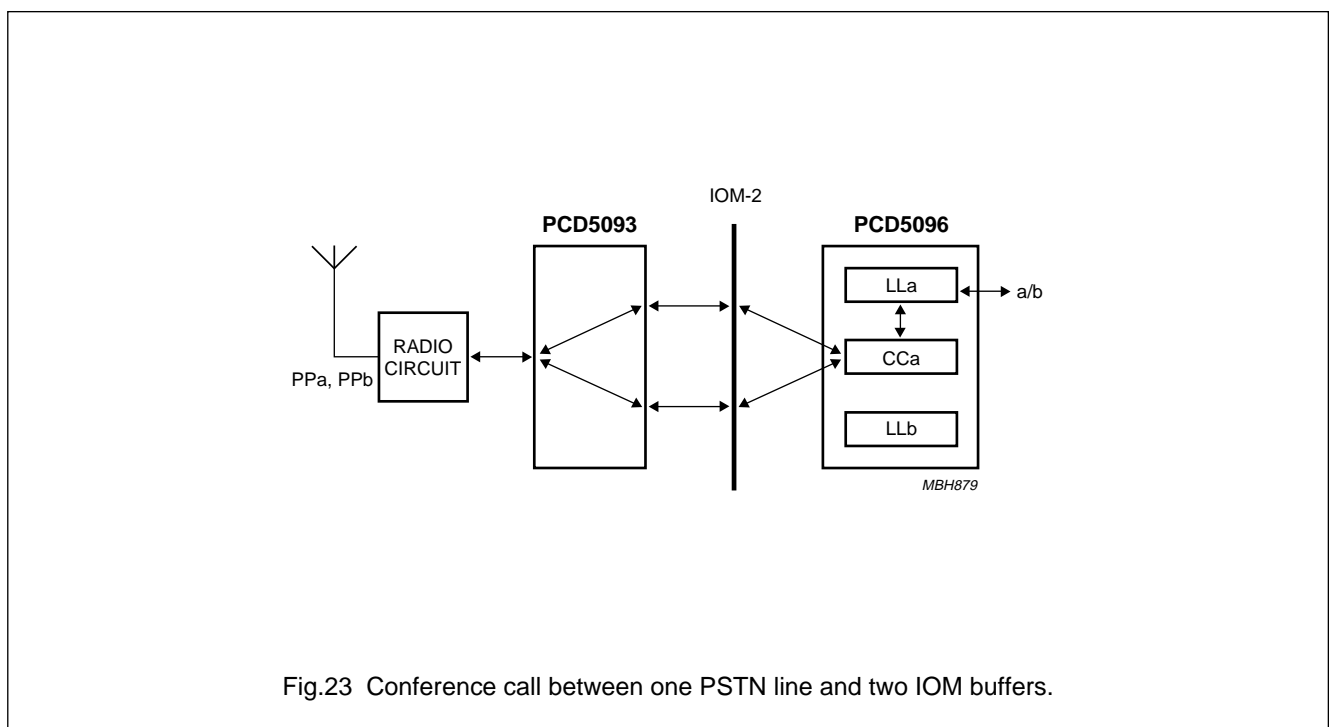 IOM-2
PCD5093
PCD5096
LLa
a/b
RADIO
CIRCUIT
CCa
PPa, PPb
LLb
MBH879
Fig.23 Conference call between one PSTN line and two IOM buffers.